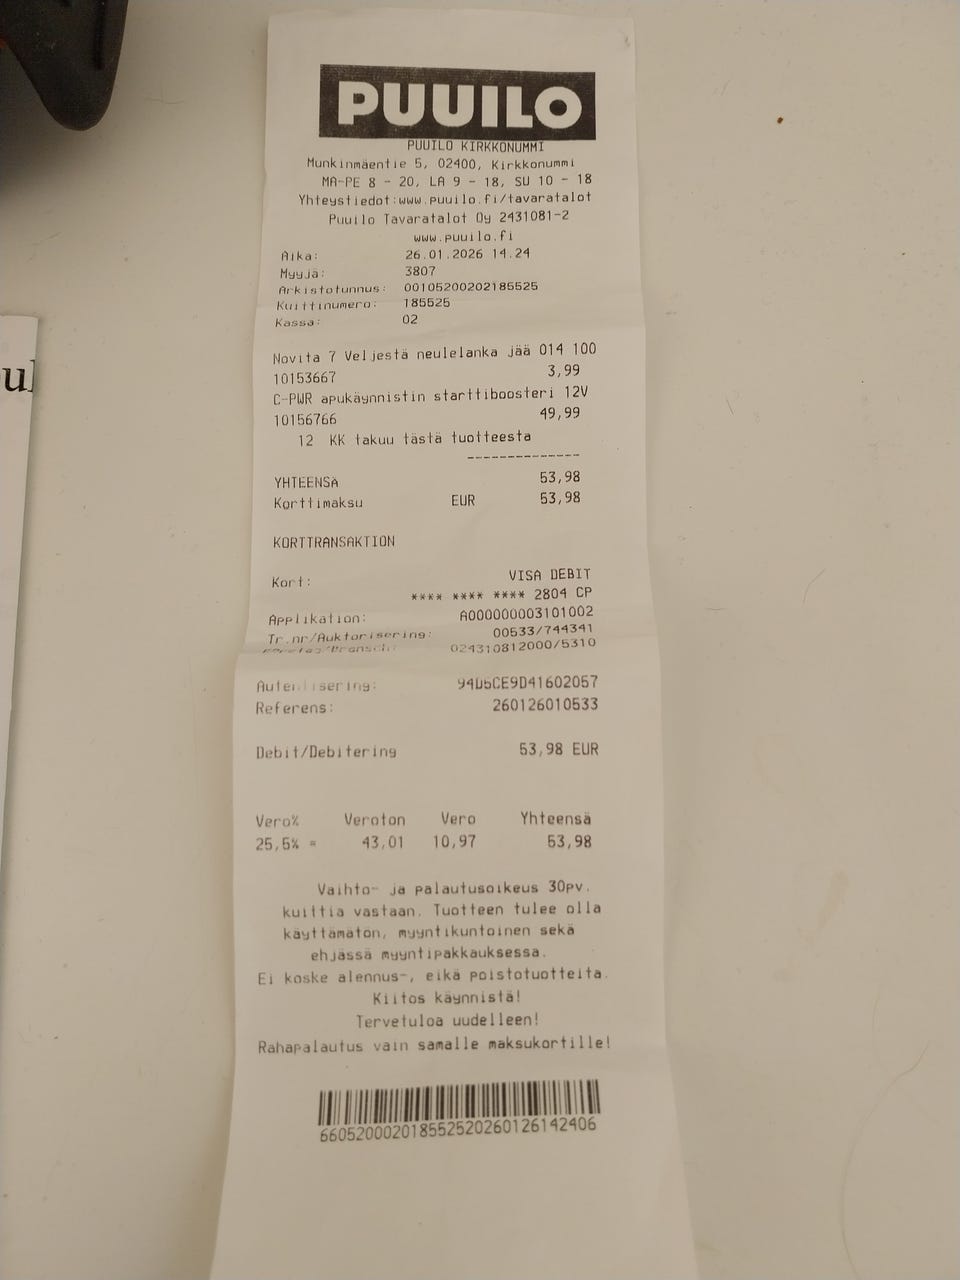 PUUILO
PUUILO KIRKKONUMMI
Munkinmäentie 5, 02400, Kirkkonummi
MA-PE 8 - 20, LA 9 - 18, SU 10 - 18
Yhteystiedot:www.puuilo.fi/tavaratalot
Puuilo Tavaratalot Oy 2431081-2
www.puuilo.fi
Aika: 26.01.2026 14.24
Myyjä: 3807
Arkistotunnus: 00105200202185525
Kuittinumero: 185525
Kassa: 02
Novita 7 Veljestä neulelanka jää 014 100
10153667 3,99
C-PWR apukäynnistin starttiboosteri 12V
10156766 49,99
12 KK takuu tästä tuotteesta
--------------
YHTEENSÄ 53,98
Korttimaksu EUR 53,98
KORTTRANSAKTION
Kort: VISA DEBIT
**** **** **** 2804 CP
Applikation: A000000003101002
Tr.nr/Auktorisering: 00533/744341
024310812000/5310
Autentisering: 94D5CE9D41602057
Referens: 260126010533
Debit/Debitering 53,98 EUR
Vero% Veroton Vero Yhteensä
25,5% = 43,01 10,97 53,98
Vaihto- ja palautusoikeus 30pv.
kuittia vastaan. Tuotteen tulee olla
käyttämätön, myyntikuntoinen sekä
ehjässä myyntipakkauksessa.
Ei koske alennus-, eikä poistotuotteita.
Kiitos käynnistä!
Tervetuloa uudelleen!
Rahapalautus vain samalle maksukortille!
66052000201855252026012614240​6